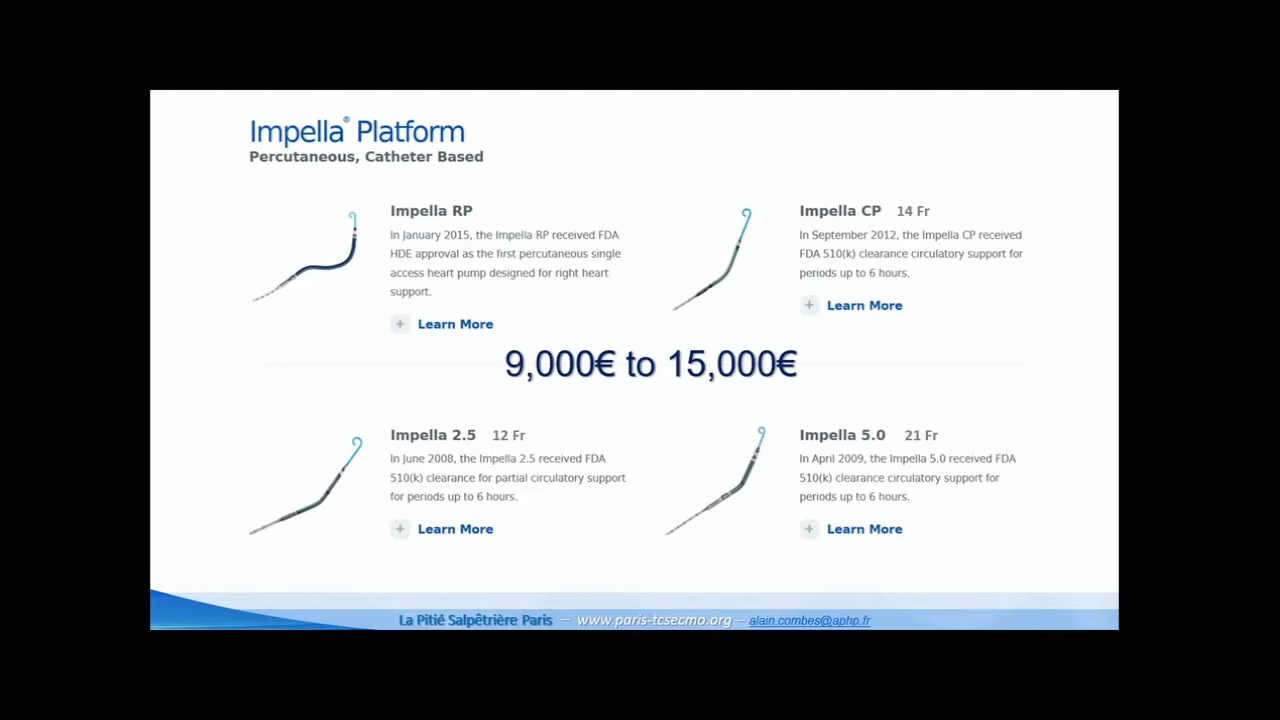 Impella® Platform
Percutaneous, Catheter Based
Impella RP
In January 2015, the Impella RP received FDA
HDE approval as the first percutaneous single
access heart pump designed for right heart
support.
+ Learn More
Impella CP 14 Fr
In September 2012, the Impella CP received
FDA 510(k) clearance circulatory support for
periods up to 6 hours.
+ Learn More
9,000€ to 15,000€
Impella 2.5 12 Fr
In June 2008, the Impella 2.5 received FDA
510(k) clearance for partial circulatory support
for periods up to 6 hours.
+ Learn More
Impella 5.0 21 Fr
In April 2009, the Impella 5.0 received FDA
510(k) clearance circulatory support for
periods up to 6 hours.
+ Learn More
La Pitié Salpêtrière Paris – www.paris-tcsecmo.org – alain.combes@aphp.fr